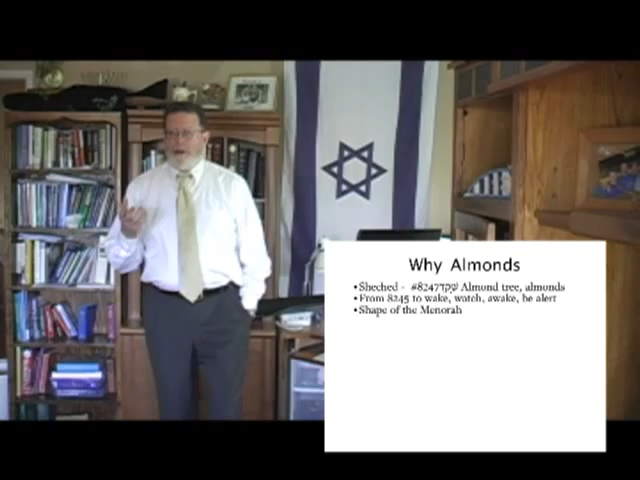 Why Almonds
•Sheched - #8247שָׁקֵד Almond tree, almonds
•From 8245 to wake, watch, awake, be alert
•Shape of the Menorah